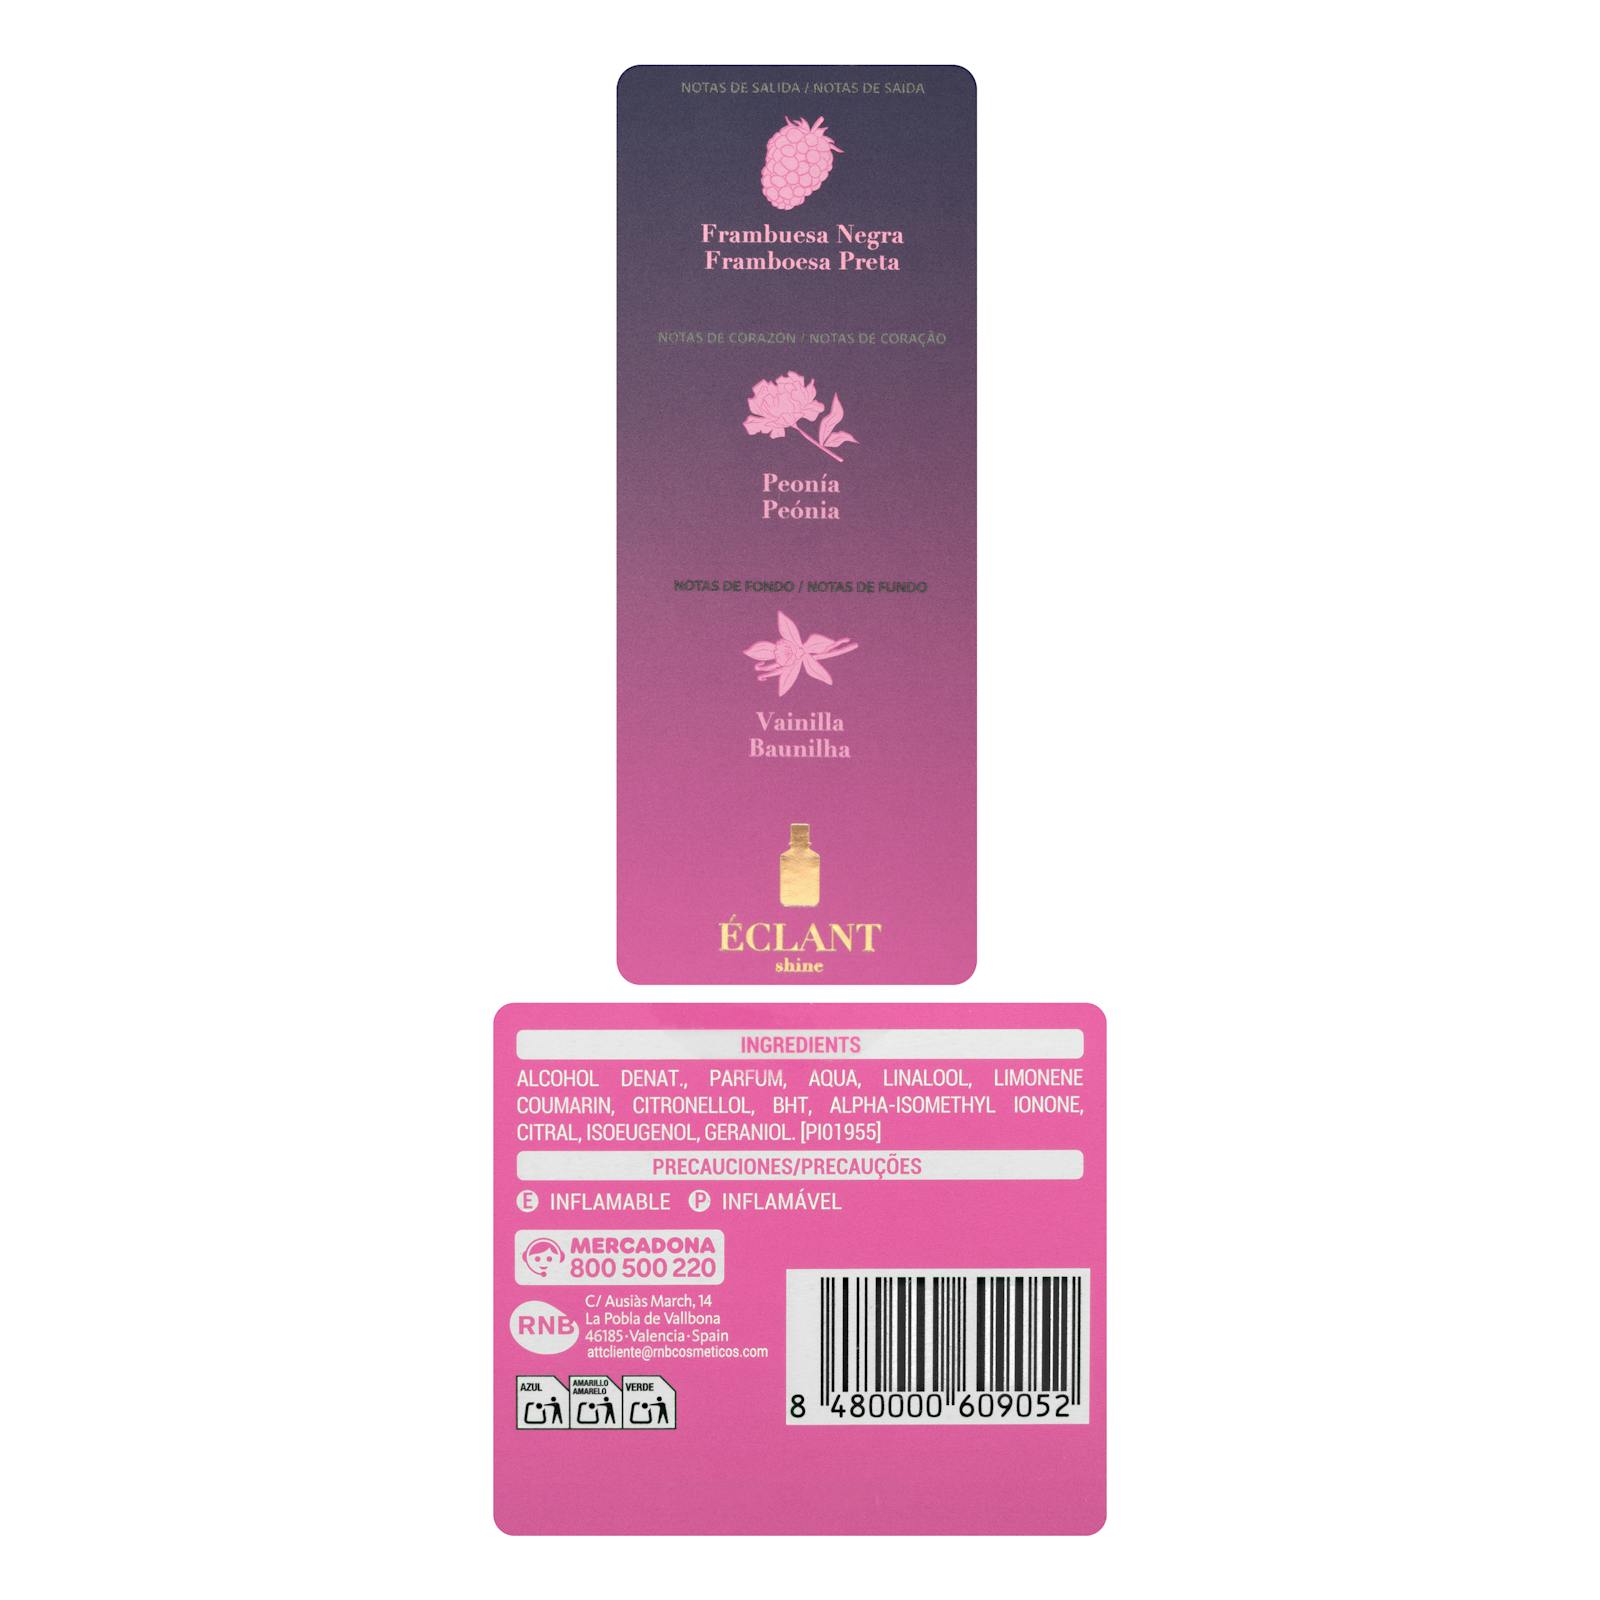 NOTAS DE SALIDA / NOTAS DE SAÍDA
Frambuesa Negra
Framboesa Preta
NOTAS DE CORAZÓN / NOTAS DE CORAÇÃO
Peonía
Peónia
NOTAS DE FONDO / NOTAS DE FUNDO
Vainilla
Baunilha
ÉCLANT
shine
INGREDIENTS
ALCOHOL DENAT., PARFUM, AQUA, LINALOOL, LIMONENE
COUMARIN, CITRONELLOL, BHT, ALPHA-ISOMETHYL IONONE,
CITRAL, ISOEUGENOL, GERANIOL. [PI01955]
PRECAUCIONES/PRECAUÇÕES
E INFLAMABLE P INFLAMÁVEL
MERCADONA
800 500 220
RNB
C/ Ausiàs March, 14
La Pobla de Vallbona
46185·Valencia·Spain
attcliente@rnbcosmeticos.com
AZUL
AMARILLO
AMARELO
VERDE
8 480000 609052